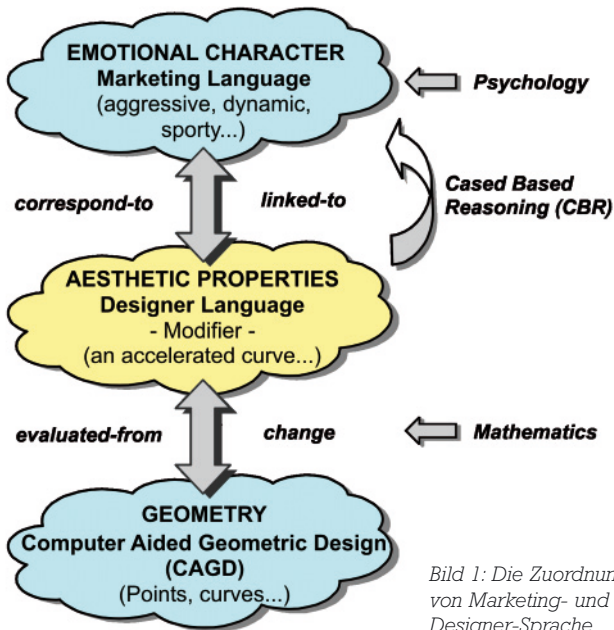 EMOTIONAL CHARACTER
Marketing Language
(aggressive, dynamic,
sporty...)
Psychology
correspond-to
linked-to
Cased Based
Reasoning (CBR)
AESTHETIC PROPERTIES
Designer Language
- Modifier -
(an accelerated curve...)
evaluated-from
change
Mathematics
GEOMETRY
Computer Aided Geometric Design
(CAGD)
(Points, curves...)
Bild 1: Die Zuordnun
von Marketing- und
Designer-Sprache